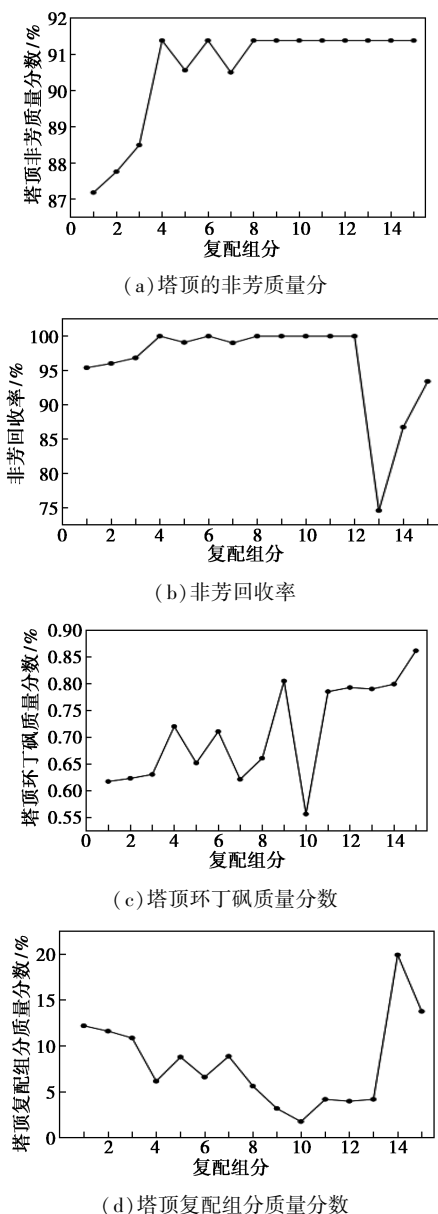 92
91
90
89
88
87
0 2 4 6 8 10 12 14
塔顶非芳质量分数/%
复配组分
(a)塔顶的非芳质量分
100
95
90
85
80
75
0 2 4 6 8 10 12 14
非芳回收率/%
复配组分
(b)非芳回收率
0.90
0.85
0.80
0.75
0.70
0.65
0.60
0.55
0 2 4 6 8 10 12 14
塔顶环丁砜质量分数/%
复配组分
(c)塔顶环丁砜质量分数
20
15
10
5
0
2 4 6 8 10 12 14
塔顶复配组分质量分数/%
复配组分
(d)塔顶复配组分质量分数